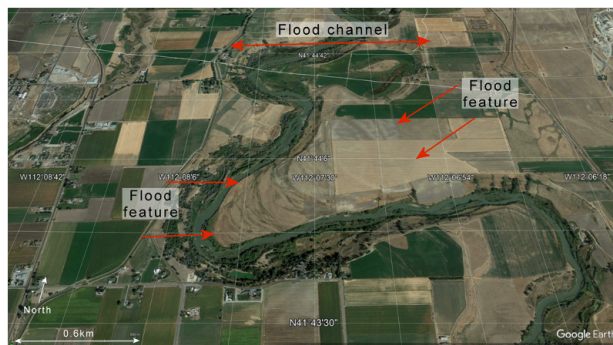 Flood channel
N41·44'42"
Flood
feature
N41·44'6"
W112·08'42"
W112·08'6"
W112·07'30"
W112·06'54"
W112·06'18"
Flood
feature
North
0.6km
N41·43'30"
Google Earth